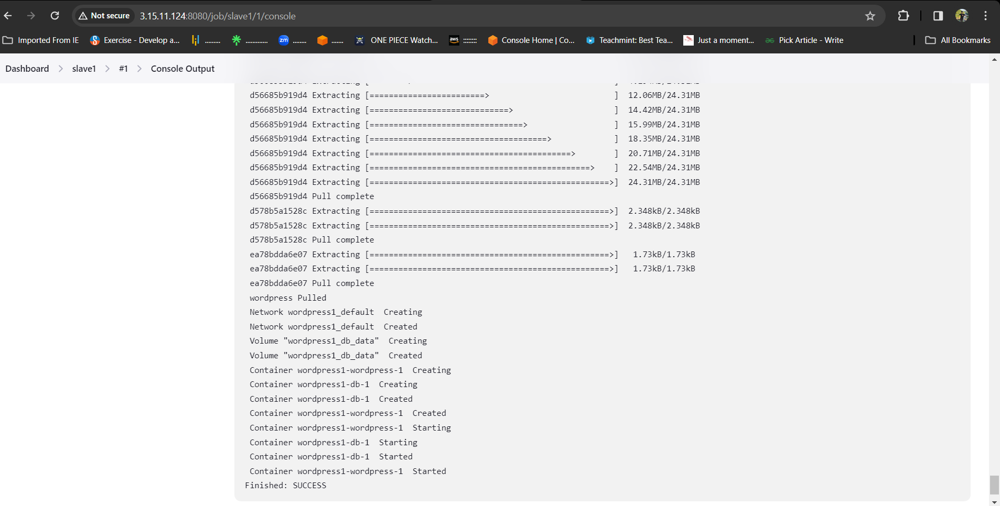 Not secure 3.15.11.124:8080/job/slave1/1/console
Imported From IE Exercise - Develop a... ......... ............. zm ........ ....... ONE PIECE Watch... aws :::::::: Console Home | Co... Teachmint: Best Tea... Just a moment... Pick Article - Write All Bookmarks
Dashboard > slave1 > #1 > Console Output
d56685b919d4 Extracting [========================>                          ]  12.06MB/24.31MB
d56685b919d4 Extracting [=============================>                     ]  14.42MB/24.31MB
d56685b919d4 Extracting [================================>                  ]  15.99MB/24.31MB
d56685b919d4 Extracting [=====================================>             ]  18.35MB/24.31MB
d56685b919d4 Extracting [==========================================>        ]  20.71MB/24.31MB
d56685b919d4 Extracting [==============================================>    ]  22.54MB/24.31MB
d56685b919d4 Extracting [==================================================>]  24.31MB/24.31MB
d56685b919d4 Pull complete
d578b5a1528c Extracting [==================================================>]  2.348kB/2.348kB
d578b5a1528c Extracting [==================================================>]  2.348kB/2.348kB
d578b5a1528c Pull complete
ea78bdda6e07 Extracting [==================================================>]   1.73kB/1.73kB
ea78bdda6e07 Extracting [==================================================>]   1.73kB/1.73kB
ea78bdda6e07 Pull complete
wordpress Pulled
Network wordpress1_default  Creating
Network wordpress1_default  Created
Volume "wordpress1_db_data"  Creating
Volume "wordpress1_db_data"  Created
Container wordpress1-wordpress-1  Creating
Container wordpress1-db-1  Creating
Container wordpress1-db-1  Created
Container wordpress1-wordpress-1  Created
Container wordpress1-wordpress-1  Starting
Container wordpress1-db-1  Starting
Container wordpress1-db-1  Started
Container wordpress1-wordpress-1  Started
Finished: SUCCESS